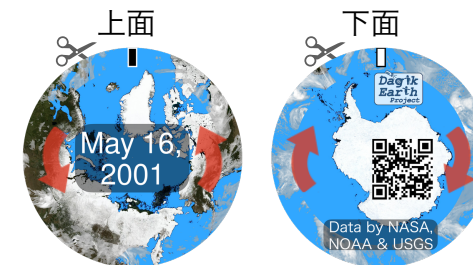 上面
下面
May 16,
2001
Dagik
Earth
Project
Data by NASA,
NOAA & USGS